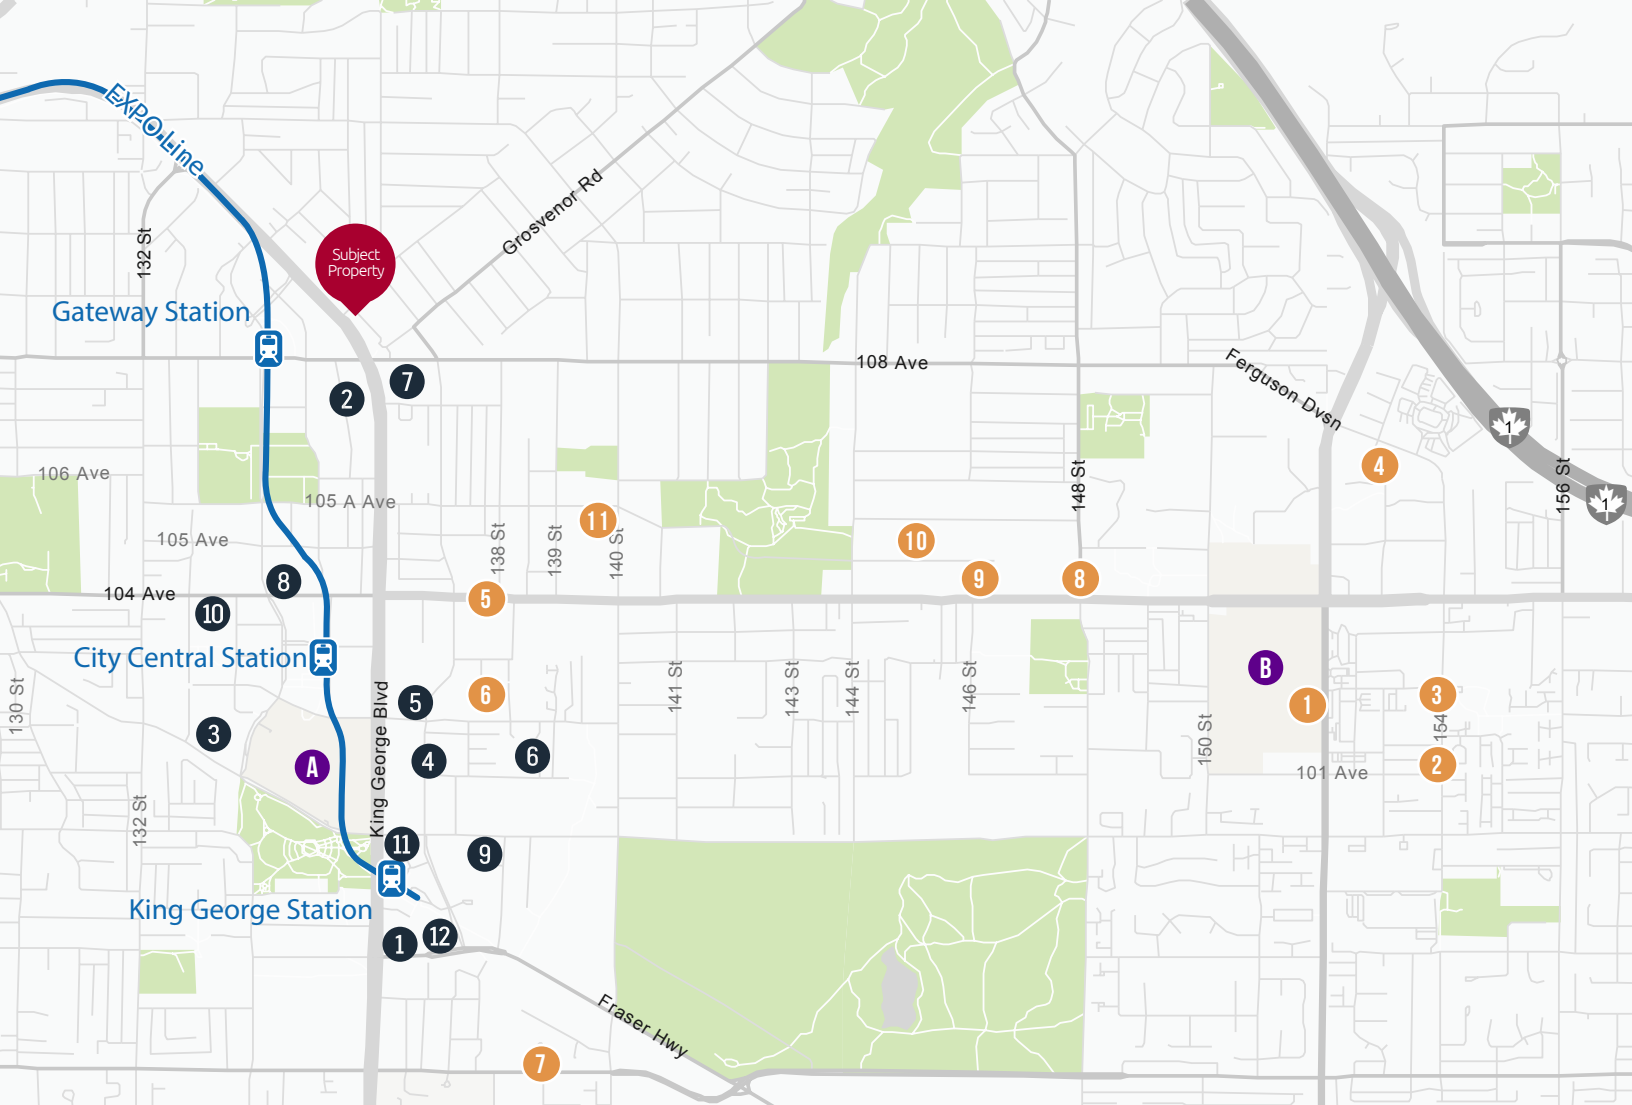 EXPO Line
132 St
Grosvenor Rd
Subject
Property
Gateway Station
108 Ave
Ferguson Dvsn
7
2
1
4
148 St
156 St
1
106 Ave
105 A Ave
105 Ave
138 St
139 St
140 St
11
10
9
8
8
5
104 Ave
10
City Central Station
130 St
3
A
King George Blvd
5
6
4
6
141 St
143 St
144 St
146 St
150 St
B
1
3
154
2
101 Ave
132 St
11
9
King George Station
1
12
Fraser Hwy
7